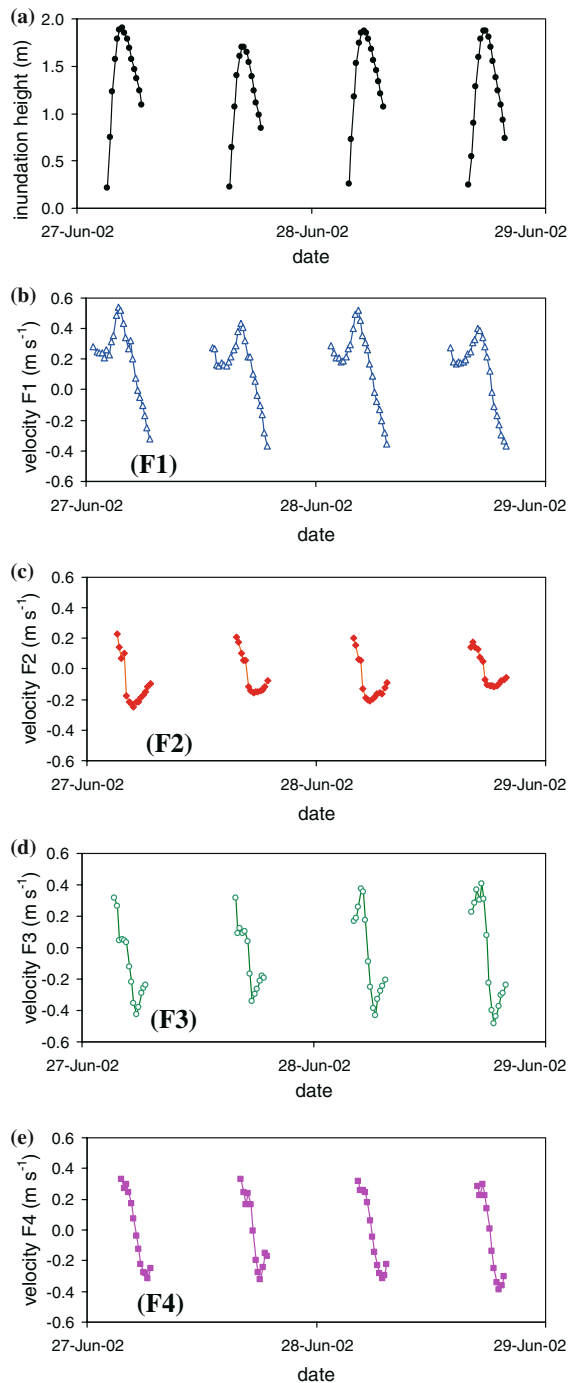 (a)
inundation height (m)
2.0
1.5
1.0
0.5
0.0
27-Jun-02 28-Jun-02 29-Jun-02
date
(b)
velocity F1 (m s-1)
0.6
0.4
0.2
0.0
-0.2
-0.4
-0.6
(F1)
27-Jun-02 28-Jun-02 29-Jun-02
date
(c)
velocity F2 (m s-1)
0.6
0.4
0.2
0.0
-0.2
-0.4
-0.6
(F2)
27-Jun-02 28-Jun-02 29-Jun-02
date
(d)
velocity F3 (m s-1)
0.6
0.4
0.2
0.0
-0.2
-0.4
-0.6
(F3)
27-Jun-02 28-Jun-02 29-Jun-02
date
(e)
velocity F4 (m s-1)
0.6
0.4
0.2
0.0
-0.2
-0.4
-0.6
(F4)
27-Jun-02 28-Jun-02 29-Jun-02
date